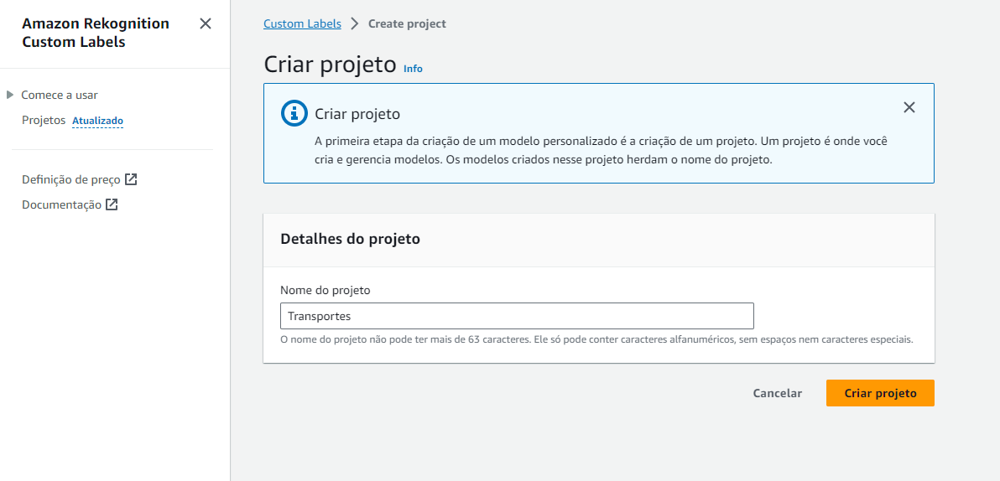 Amazon Rekognition
Custom Labels
Comece a usar
Projetos Atualizado
Definição de preço
Documentação
Custom Labels > Create project
Criar projeto Info
Criar projeto
A primeira etapa da criação de um modelo personalizado é a criação de um projeto. Um projeto é onde você
cria e gerencia modelos. Os modelos criados nesse projeto herdam o nome do projeto.
Detalhes do projeto
Nome do projeto
Transportes
O nome do projeto não pode ter mais de 63 caracteres. Ele só pode conter caracteres alfanuméricos, sem espaços nem caracteres especiais.
Cancelar Criar projeto